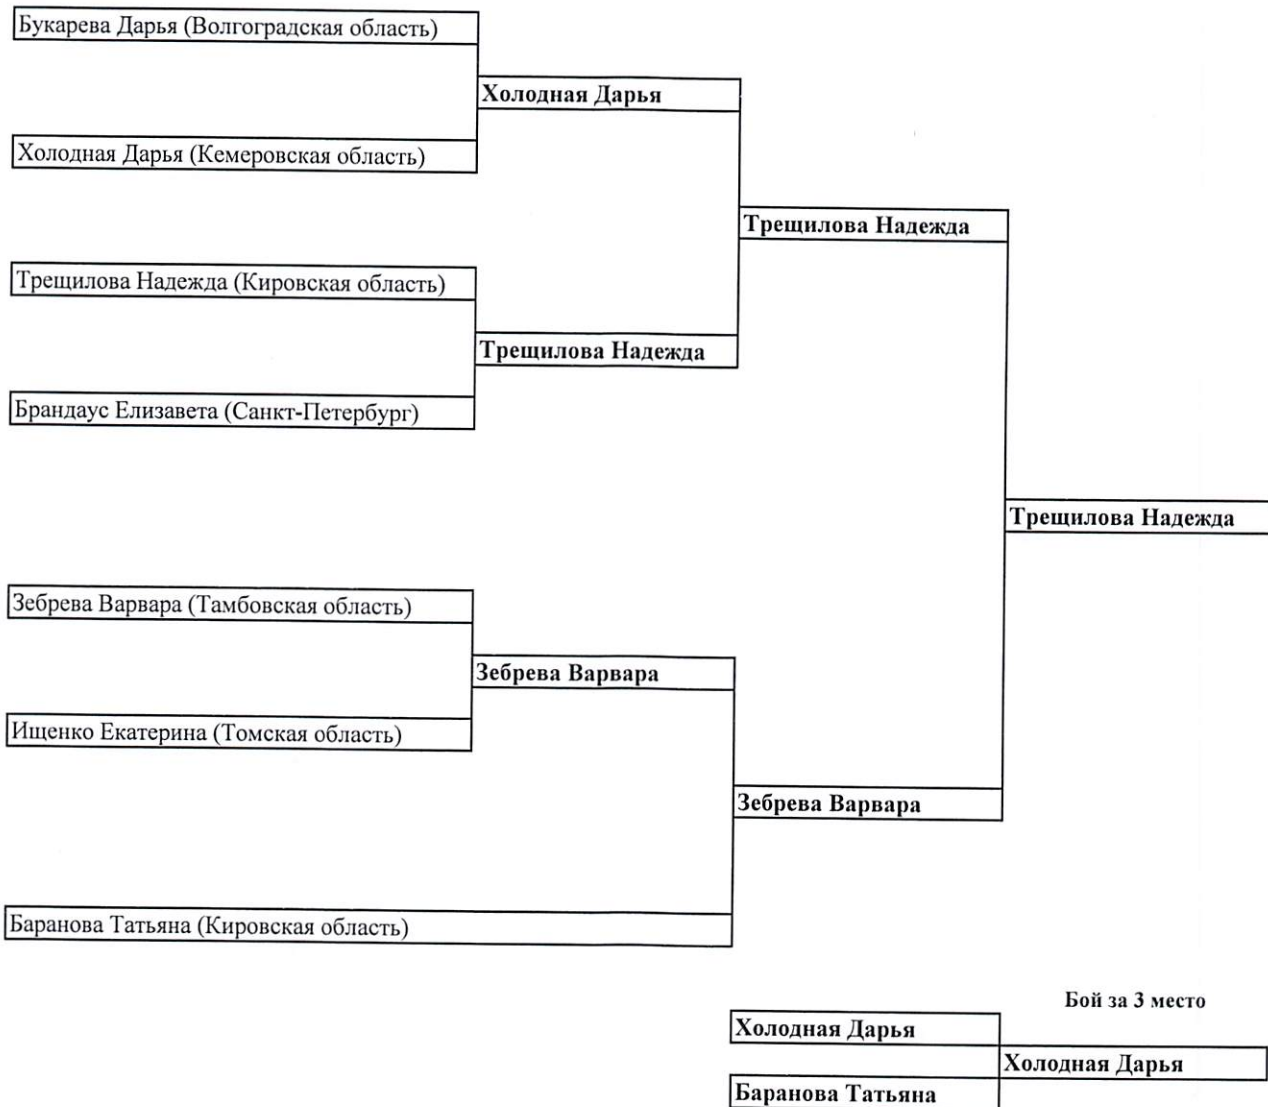 Букарева Дарья (Волгоградская область)
Холодная Дарья
Холодная Дарья (Кемеровская область)
Трещилова Надежда
Трещилова Надежда (Кировская область)
Трещилова Надежда
Брандаус Елизавета (Санкт-Петербург)
Трещилова Надежда
Зебрева Варвара (Тамбовская область)
Зебрева Варвара
Ищенко Екатерина (Томская область)
Зебрева Варвара
Баранова Татьяна (Кировская область)
Бой за 3 место
Холодная Дарья
Холодная Дарья
Баранова Татьяна